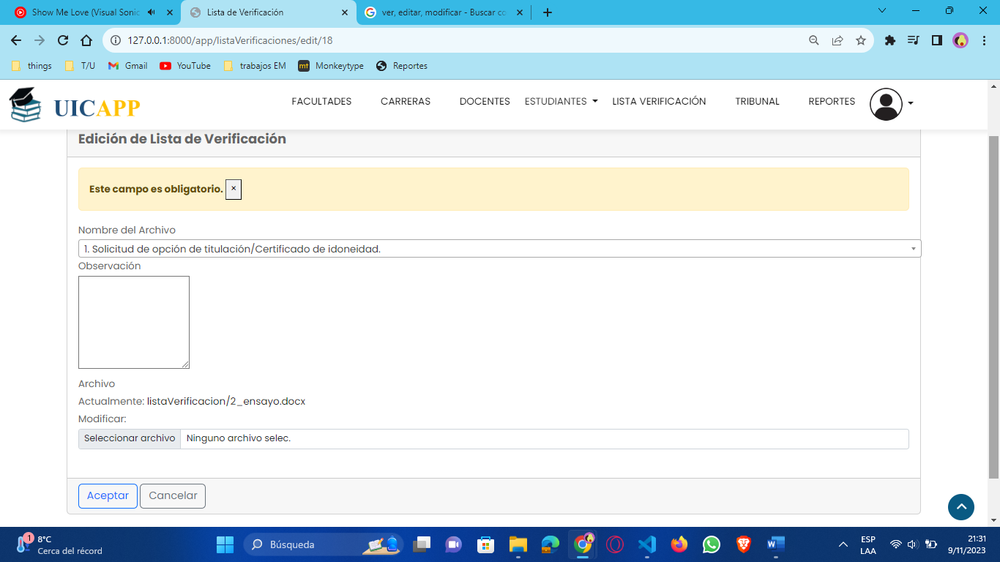 Show Me Love (Visual Sonic
Lista de Verificación
ver, editar, modificar - Buscar co
127.0.0.1:8000/app/listaVerificaciones/edit/18
things
T/U
Gmail
YouTube
trabajos EM
mt
Monkeytype
Reportes
UICAPP
FACULTADES
CARRERAS
DOCENTES
ESTUDIANTES
LISTA VERIFICACIÓN
TRIBUNAL
REPORTES
Edición de Lista de Verificación
Este campo es obligatorio. ×
Nombre del Archivo
1. Solicitud de opción de titulación/Certificado de idoneidad.
Observación
Archivo
Actualmente: listaVerificacion/2_ensayo.docx
Modificar:
Seleccionar archivo Ninguno archivo selec.
Aceptar
Cancelar
1
8°C
Cerca del récord
Búsqueda
ESP
LAA
21:31
9/11/2023